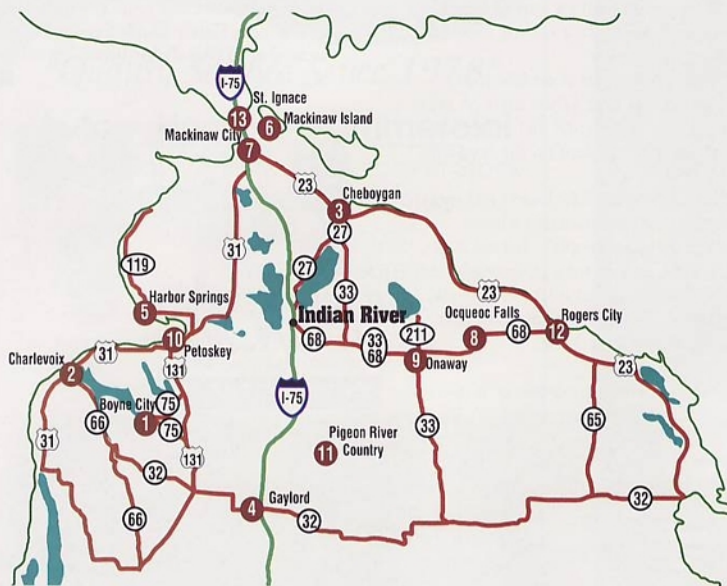 I-75
St. Ignace
13
6
Mackinaw Island
Mackinaw City
7
23
Cheboygan
3
27
31
27
119
33
23
Harbor Springs
5
Indian River
Ocqueoc Falls
Rogers City
68
33
68
211
8
68
12
10
Petoskey
31
9
Onaway
Charlevoix
2
131
23
I-75
Boyne City
75
1
75
66
33
65
31
Pigeon River
Country
11
131
32
Gaylord
4
32
32
66